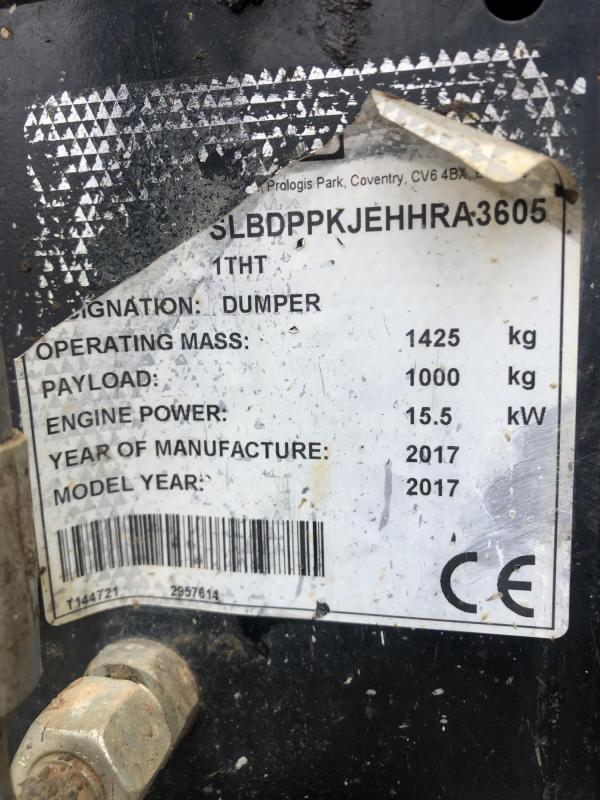 Prologis Park, Coventry, CV6 4BX,
SLBDPPKJEHHRA3605
1THT
IGNATION: DUMPER
OPERATING MASS: 1425 kg
PAYLOAD: 1000 kg
ENGINE POWER: 15.5 kW
YEAR OF MANUFACTURE: 2017
MODEL YEAR: 2017
T144721 2957614
CE